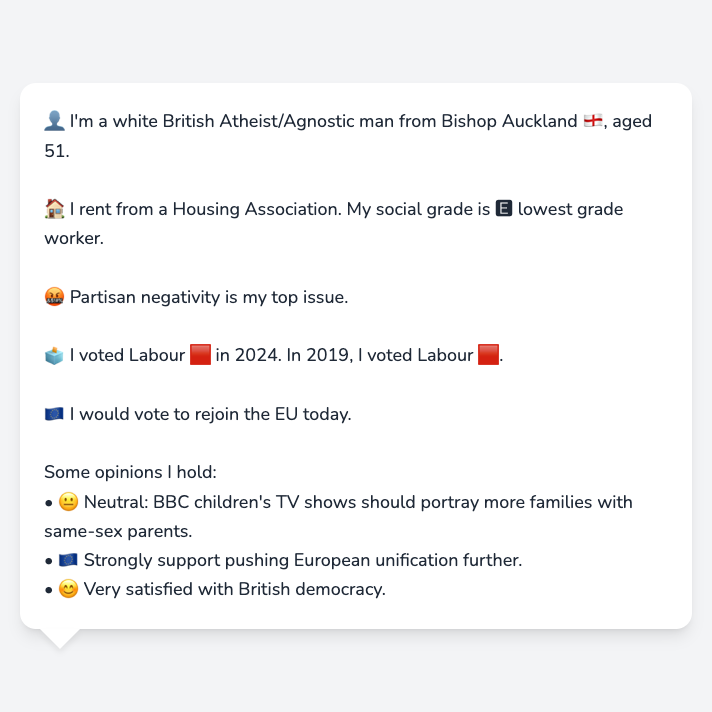 👤 I'm a white British Atheist/Agnostic man from Bishop Auckland 🏴󠁧󠁢󠁥󠁮󠁧󠁿, aged
51.
🏠 I rent from a Housing Association. My social grade is 🅴 lowest grade
worker.
🤬 Partisan negativity is my top issue.
🗳️ I voted Labour 🟥 in 2024. In 2019, I voted Labour 🟥.
🇪🇺 I would vote to rejoin the EU today.
Some opinions I hold:
• 😐 Neutral: BBC children's TV shows should portray more families with
same-sex parents.
• 🇪🇺 Strongly support pushing European unification further.
• 😊 Very satisfied with British democracy.